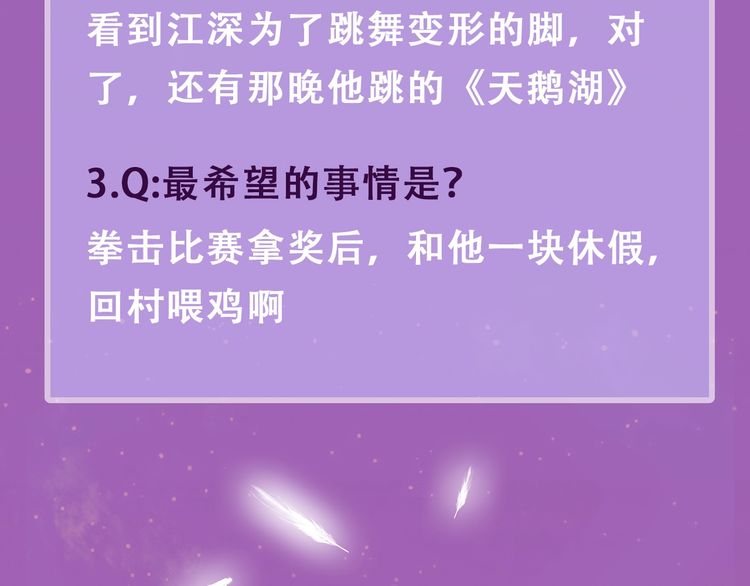 看到江深为了跳舞变形的脚，对
了，还有那晚他跳的《天鹅湖》
3.Q:最希望的事情是？
拳击比赛拿奖后，和他一块休假，
回村喂鸡啊